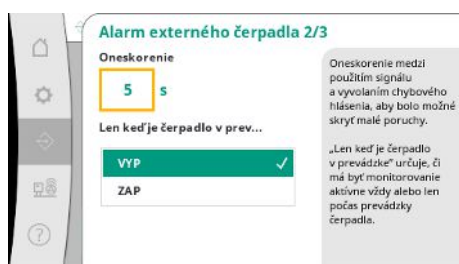 Alarm externého čerpadla 2/3
Oneskorenie
5 s
Len keď je čerpadlo v prev...
VYP
ZAP
Oneskorenie medzi
použitím signálu
a vyvolaním chybového
hlásenia, aby bolo možné
skryť malé poruchy.
„Len keď je čerpadlo
v prevádzke" určuje, či
má byť monitorovanie
aktívne vždy alebo len
počas prevádzky
čerpadla.